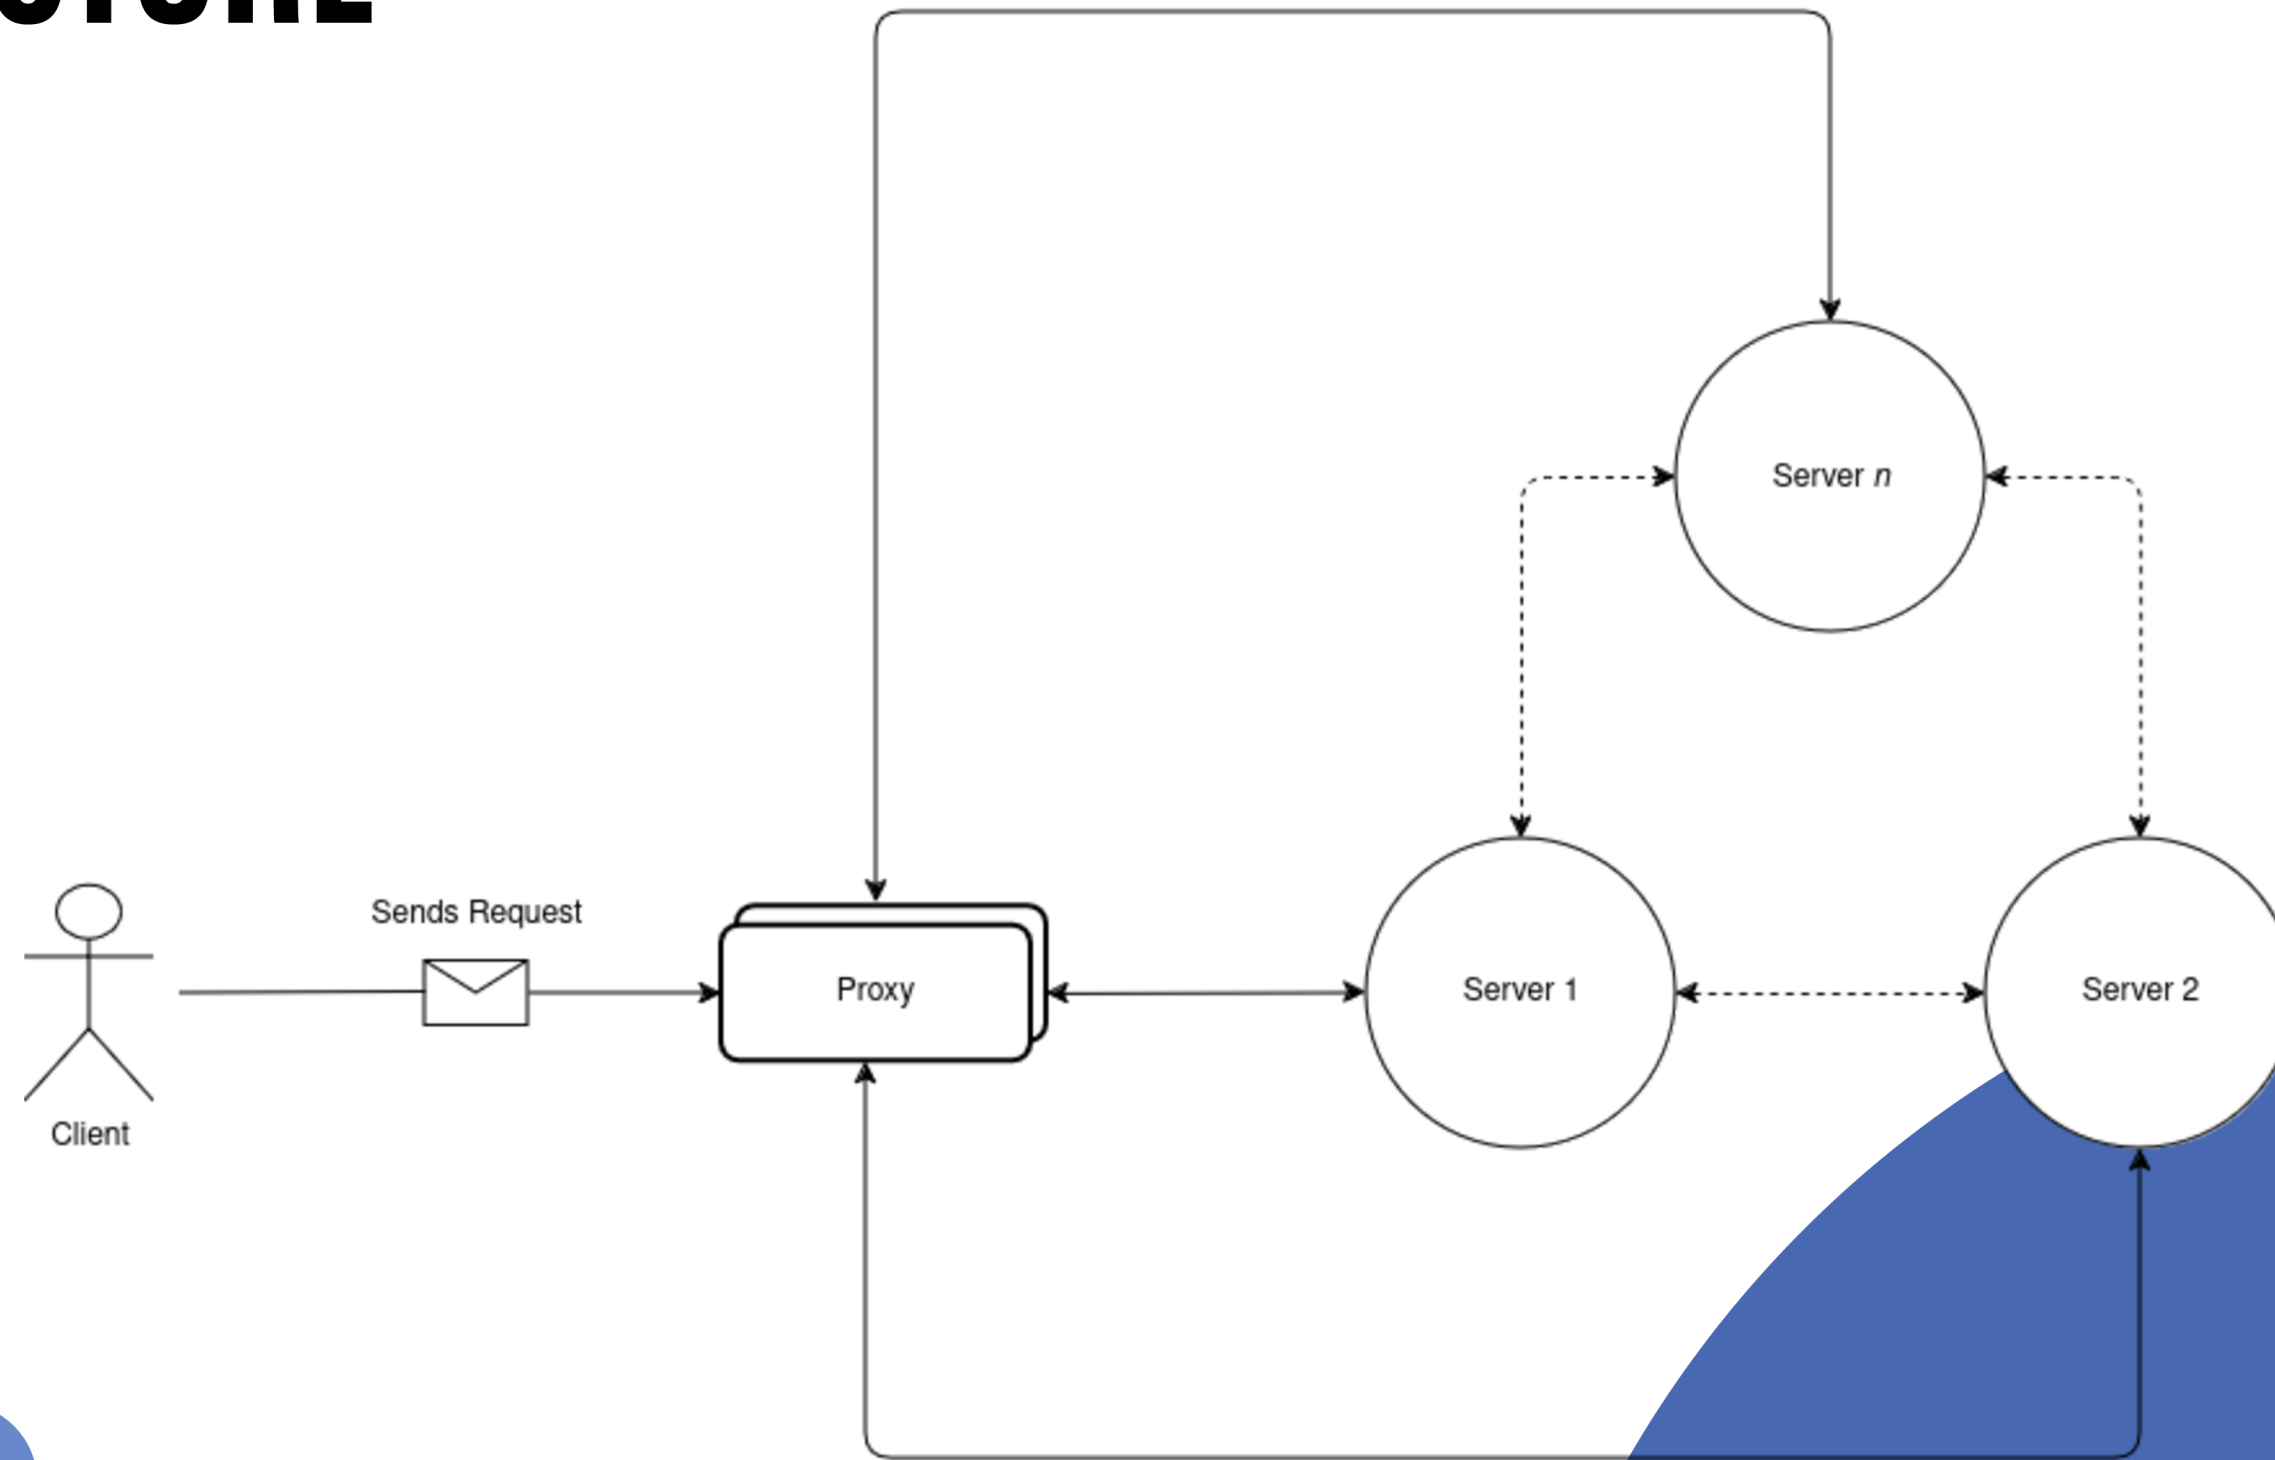 Server n
Sends Request
Proxy
Server 1
Server 2
Client